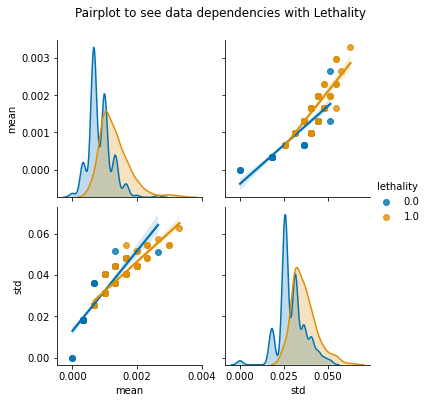 Pairplot to see data dependencies with Lethality
0.003
0.002
0.001
0.000
mean
lethality
0.0
1.0
0.06
0.04
0.02
0.00
std
0.000 0.002 0.004
mean
0.000 0.025 0.050
std